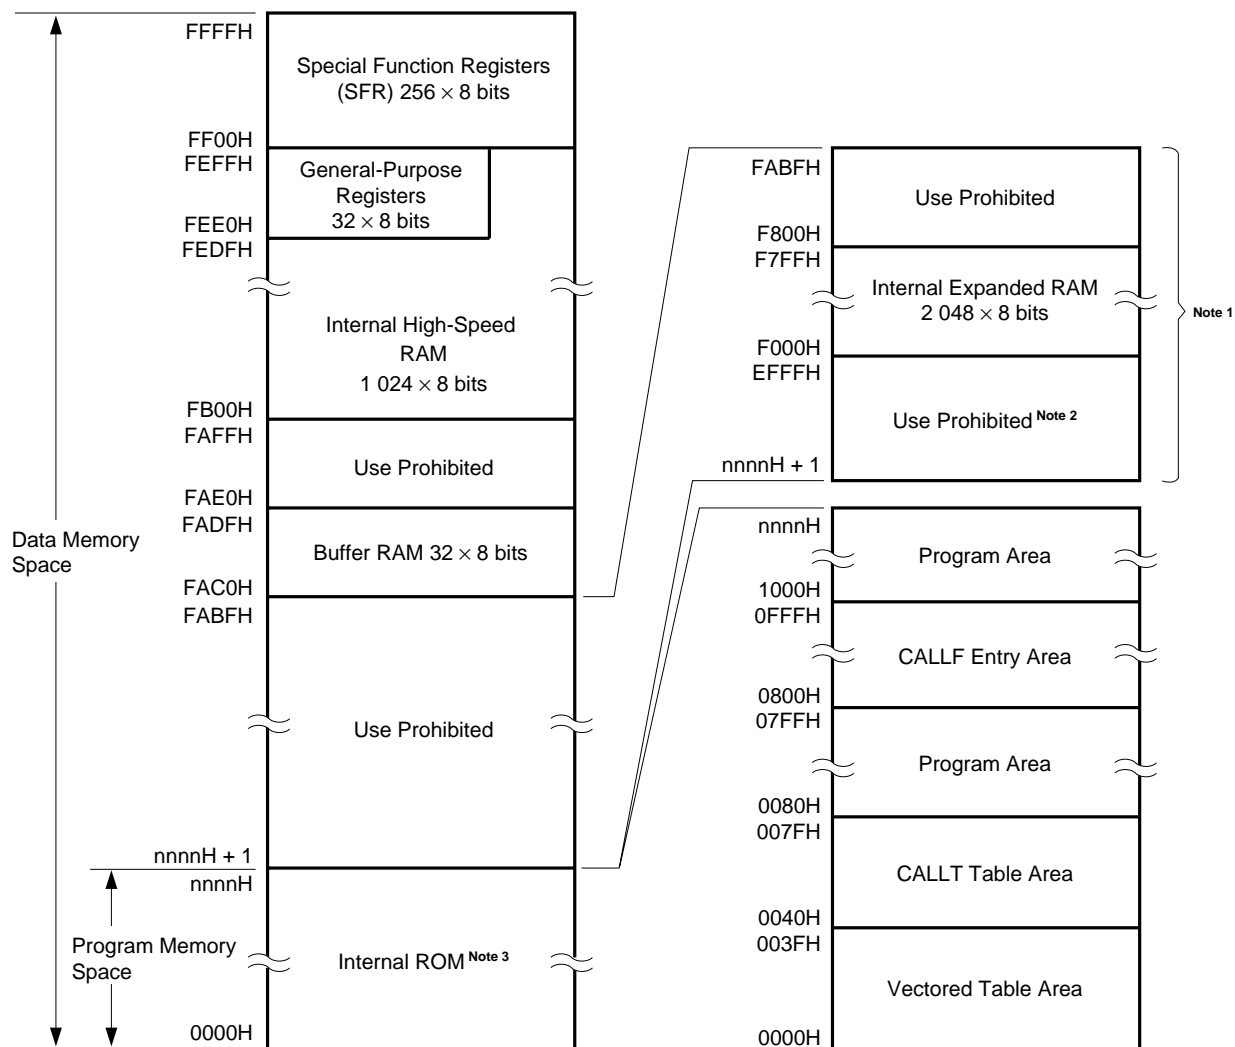 FFFFH
Special Function Registers
(SFR) 256 × 8 bits
FF00H
FEFFH
General-Purpose
Registers
32 × 8 bits
FEE0H
FEDFH
Internal High-Speed
RAM
1 024 × 8 bits
FB00H
FAFFH
Use Prohibited
FAE0H
FADFH
Buffer RAM 32 × 8 bits
FAC0H
FABFH
Use Prohibited
nnnnH + 1
nnnnH
Internal ROM Note 3
0000H
Data Memory
Space
Program Memory
Space
FABFH
Use Prohibited
F800H
F7FFH
Internal Expanded RAM
2 048 × 8 bits
F000H
EFFFH
Use Prohibited Note 2
nnnnH + 1
Note 1
nnnnH
Program Area
1000H
0FFFH
CALLF Entry Area
0800H
07FFH
Program Area
0080H
007FH
CALLT Table Area
0040H
003FH
Vectored Table Area
0000H